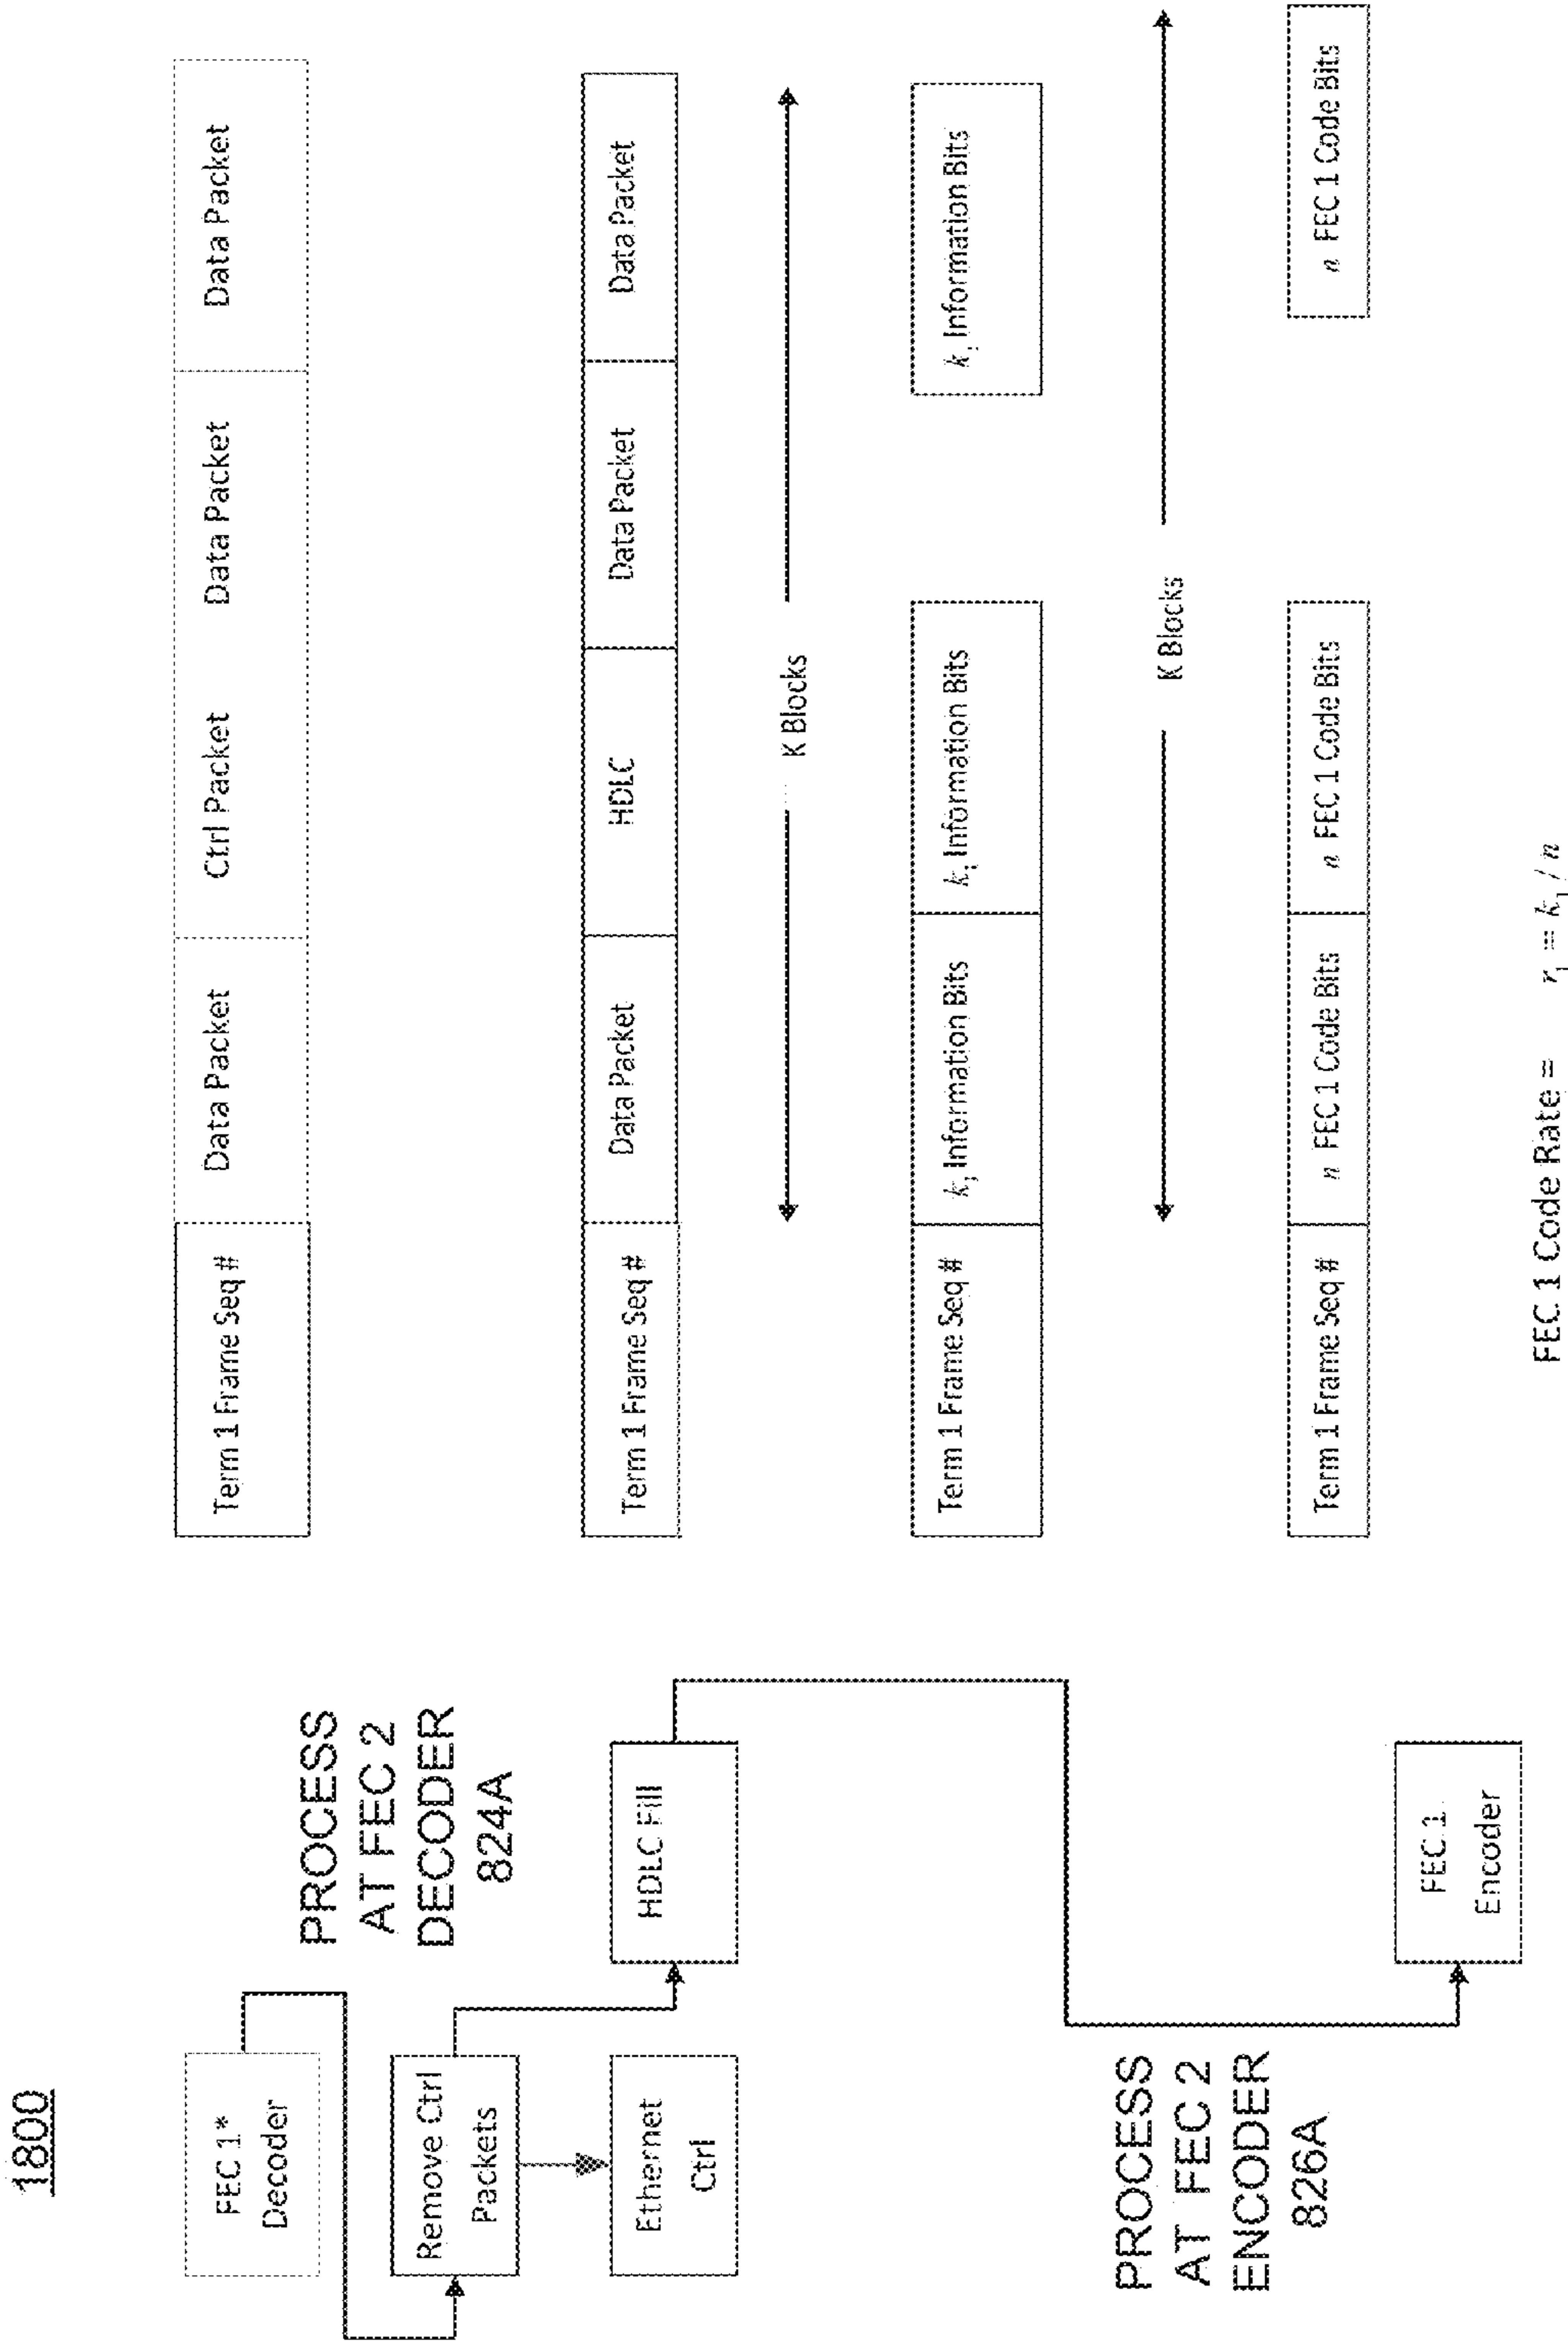 1800
FEC 1*
Decoder
Remove Ctrl
Packets
Ethernet
Ctrl
PROCESS
AT FEC 2
DECODER
824A
HDLC Fill
PROCESS
AT FEC 2
ENCODER
826A
FEC 1
Encoder
Term 1 Frame Seq # Data Packet Ctrl Packet Data Packet Data Packet
Term 1 Frame Seq # Data Packet HDLC Data Packet Data Packet
K Blocks
Term 1 Frame Seq # k₁ Information Bits k₁ Information Bits k₁ Information Bits
K Blocks
Term 1 Frame Seq # n FEC 1 Code Bits n FEC 1 Code Bits n FEC 1 Code Bits
FEC 1 Code Rate = r₁ = k₁ / n